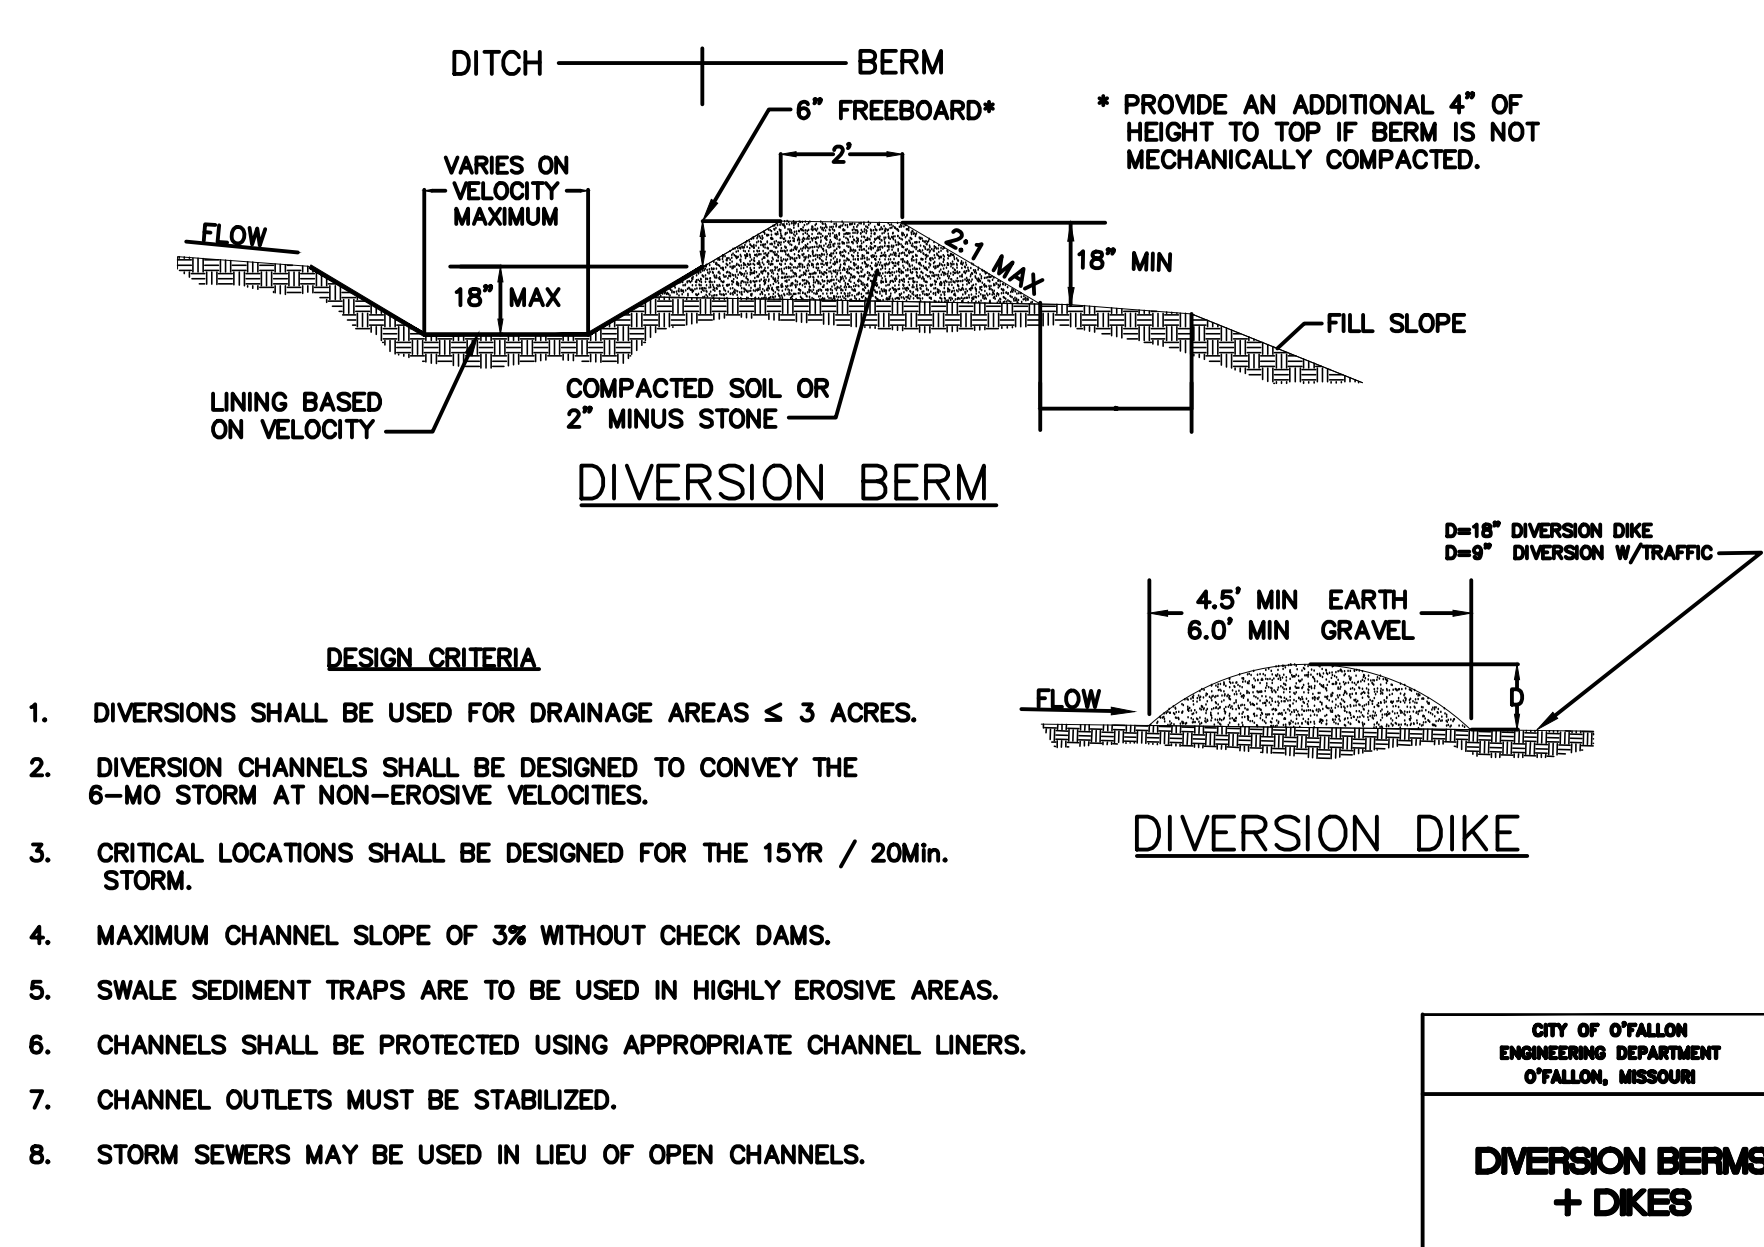 DITCH
BERM
6" FREEBOARD*
* PROVIDE AN ADDITIONAL 4" OF
HEIGHT TO TOP IF BERM IS NOT
MECHANICALLY COMPACTED.
2'
VARIES ON
VELOCITY
MAXIMUM
FLOW
2:1 MAX
18" MIN
18" MAX
FILL SLOPE
LINING BASED
ON VELOCITY
COMPACTED SOIL OR
2" MINUS STONE
DIVERSION BERM
D=18" DIVERSION DIKE
D=9" DIVERSION W/TRAFFIC
4.5' MIN EARTH
6.0' MIN GRAVEL
FLOW
D
DIVERSION DIKE
DESIGN CRITERIA
1. DIVERSIONS SHALL BE USED FOR DRAINAGE AREAS ≤ 3 ACRES.
2. DIVERSION CHANNELS SHALL BE DESIGNED TO CONVEY THE
6-MO STORM AT NON-EROSIVE VELOCITIES.
3. CRITICAL LOCATIONS SHALL BE DESIGNED FOR THE 15YR / 20Min.
STORM.
4. MAXIMUM CHANNEL SLOPE OF 3% WITHOUT CHECK DAMS.
5. SWALE SEDIMENT TRAPS ARE TO BE USED IN HIGHLY EROSIVE AREAS.
6. CHANNELS SHALL BE PROTECTED USING APPROPRIATE CHANNEL LINERS.
7. CHANNEL OUTLETS MUST BE STABILIZED.
8. STORM SEWERS MAY BE USED IN LIEU OF OPEN CHANNELS.
CITY OF O'FALLON
ENGINEERING DEPARTMENT
O'FALLON, MISSOURI
DIVERSION BERMS
+ DIKES